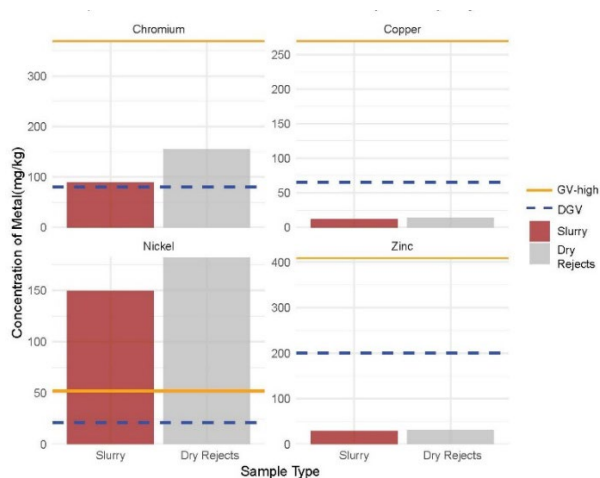 Chromium
Copper
300
200
150
100
50
0
250
200
150
100
50
0
Nickel
Zinc
150
100
50
0
400
300
200
100
0
Concentration of Metal(mg/kg)
Slurry
Dry Rejects
Slurry
Dry Rejects
Sample Type
GV-high
DGV
Slurry
Dry
Rejects